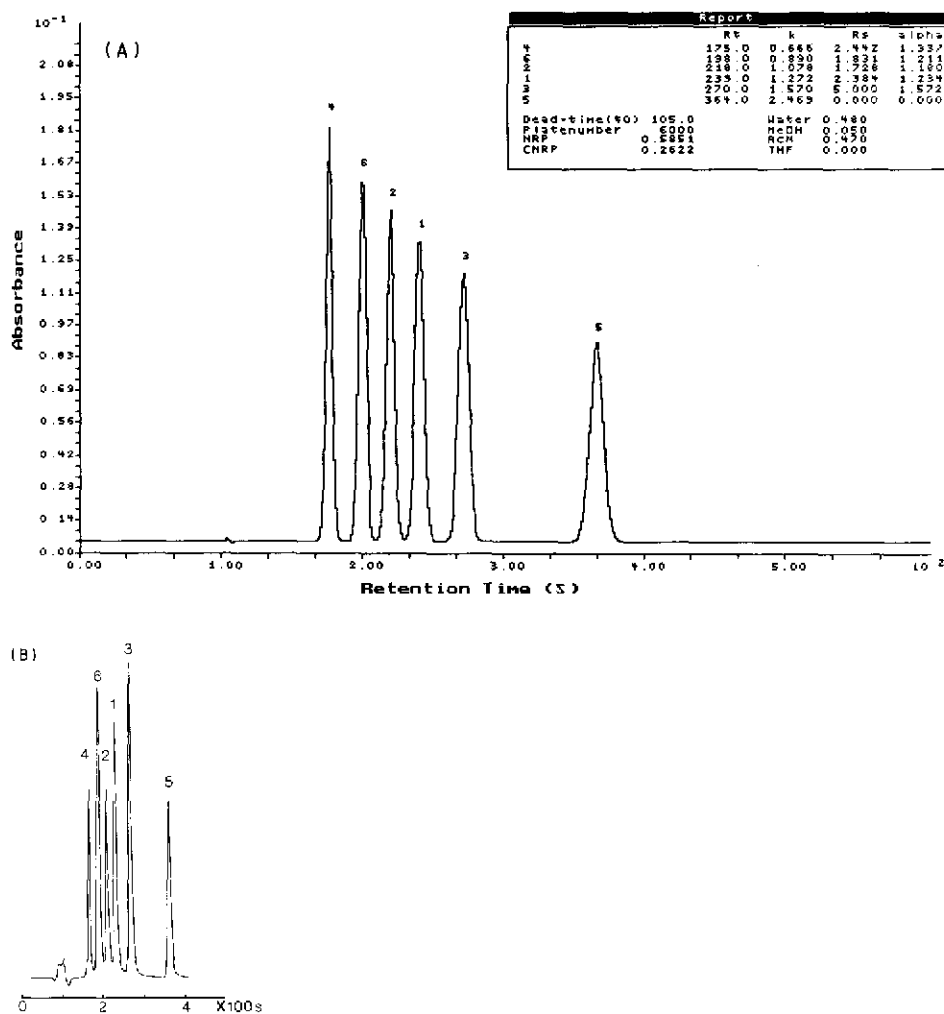 10⁻¹
(A)
Report
Rt k Rs alpha
4 175.0 0.666 2.442 1.337
6 198.0 0.890 1.831 1.211
2 218.0 1.078 1.728 1.180
1 239.0 1.272 2.384 1.234
3 270.0 1.570 5.000 1.572
5 364.0 2.469 0.000 0.000
Dead-time(t0) 105.0 Water 0.480
Platenumber 6000 MeOH 0.050
NRP 0.5851 ACN 0.470
CNRP 0.2622 THF 0.000
2.08
1.95
1.81
1.67
1.53
1.39
1.25
1.11
0.97
0.83
0.69
0.56
0.42
0.28
0.14
0.00
Absorbance
4
6
2
1
3
5
0.00 1.00 2.00 3.00 4.00 5.00 10 2
Retention Time (S)
(B)
3
6
1
4 2
5
0 2 4 X100s